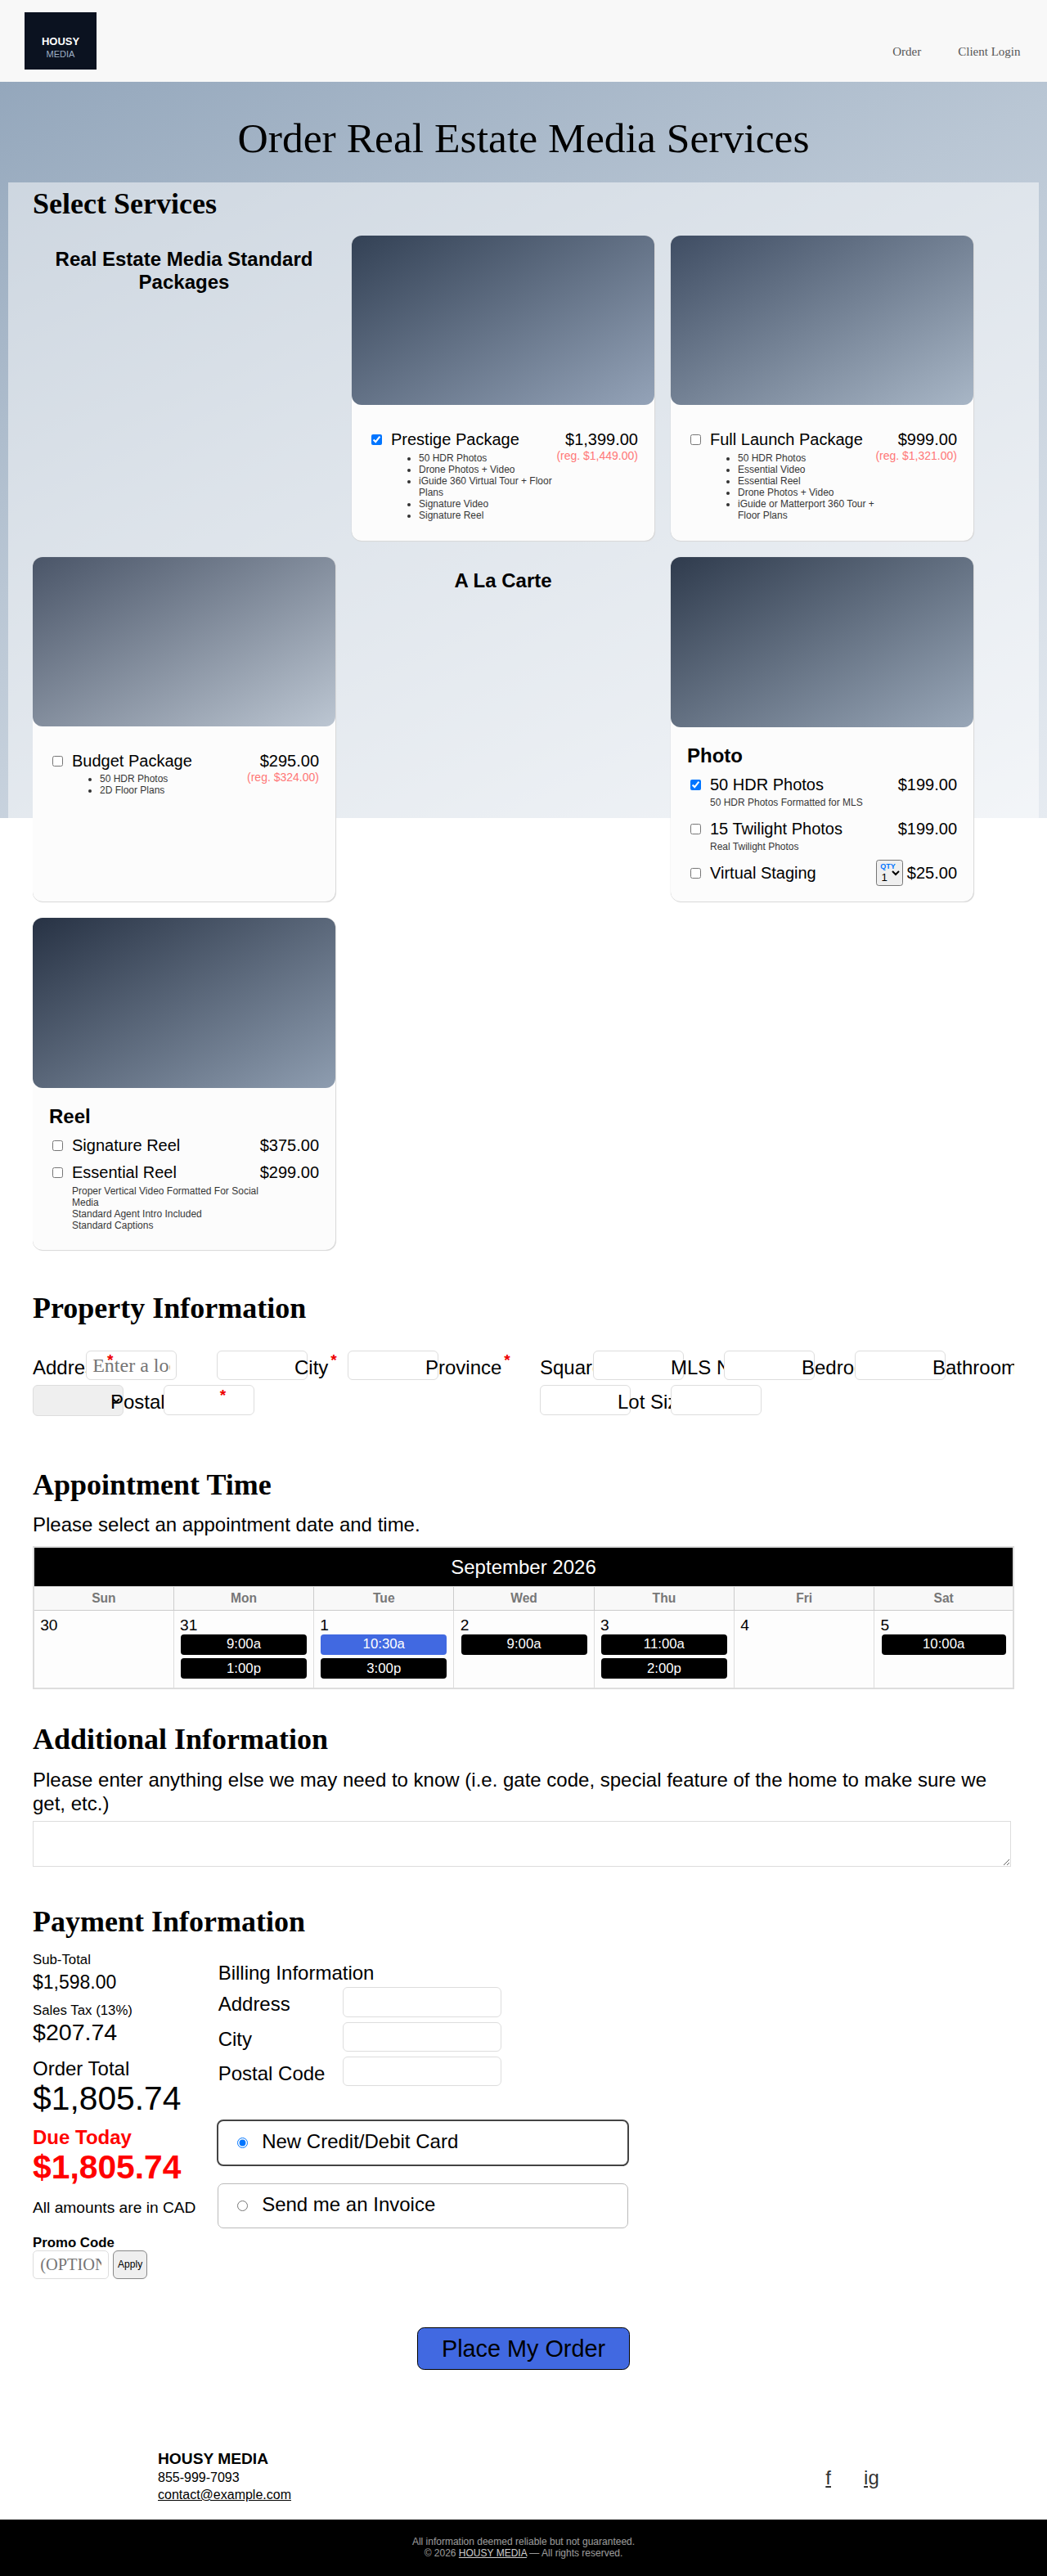 HOUSY
MEDIA
Order
Client Login
Order Real Estate Media Services
Select Services
Real Estate Media Standard
Packages
Prestige Package
$1,399.00
(reg. $1,449.00)
• 50 HDR Photos
• Drone Photos + Video
• iGuide 360 Virtual Tour + Floor
Plans
• Signature Video
• Signature Reel
Full Launch Package
$999.00
(reg. $1,321.00)
• 50 HDR Photos
• Essential Video
• Essential Reel
• Drone Photos + Video
• iGuide or Matterport 360 Tour +
Floor Plans
Budget Package
$295.00
(reg. $324.00)
• 50 HDR Photos
• 2D Floor Plans
A La Carte
Photo
50 HDR Photos $199.00
50 HDR Photos Formatted for MLS
15 Twilight Photos $199.00
Real Twilight Photos
Virtual Staging QTY 1 $25.00
Reel
Signature Reel $375.00
Essential Reel $299.00
Proper Vertical Video Formatted For Social
Media
Standard Agent Intro Included
Standard Captions
Property Information
Addre * Enter a lo City * Province * Squar MLS N Bedro Bathroom
Postal * Lot Siz
Appointment Time
Please select an appointment date and time.
September 2026
Sun Mon Tue Wed Thu Fri Sat
30 31 1 2 3 4 5
9:00a 10:30a 9:00a 11:00a 10:00a
1:00p 3:00p 2:00p
Additional Information
Please enter anything else we may need to know (i.e. gate code, special feature of the home to make sure we
get, etc.)
Payment Information
Sub-Total
$1,598.00
Sales Tax (13%)
$207.74
Order Total
$1,805.74
Due Today
$1,805.74
All amounts are in CAD
Promo Code
(OPTION Apply
Billing Information
Address
City
Postal Code
New Credit/Debit Card
Send me an Invoice
Place My Order
HOUSY MEDIA
855-999-7093
contact@example.com
f ig
All information deemed reliable but not guaranteed.
© 2026 HOUSY MEDIA — All rights reserved.